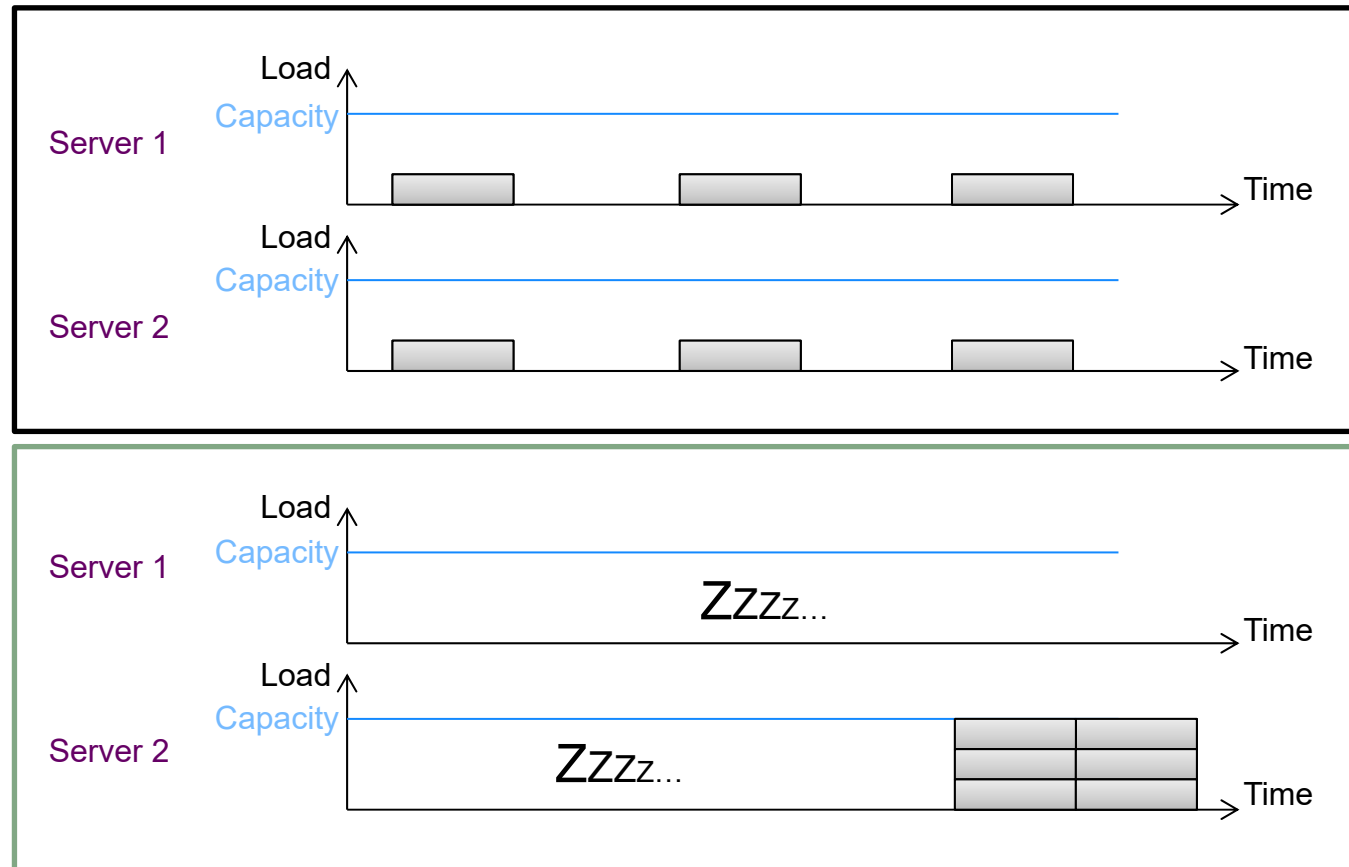 Load
Capacity
Server 1
Time
Load
Capacity
Server 2
Time
Load
Capacity
Server 1
ZZZZ...
Time
Load
Capacity
Server 2
ZZZZ...
Time